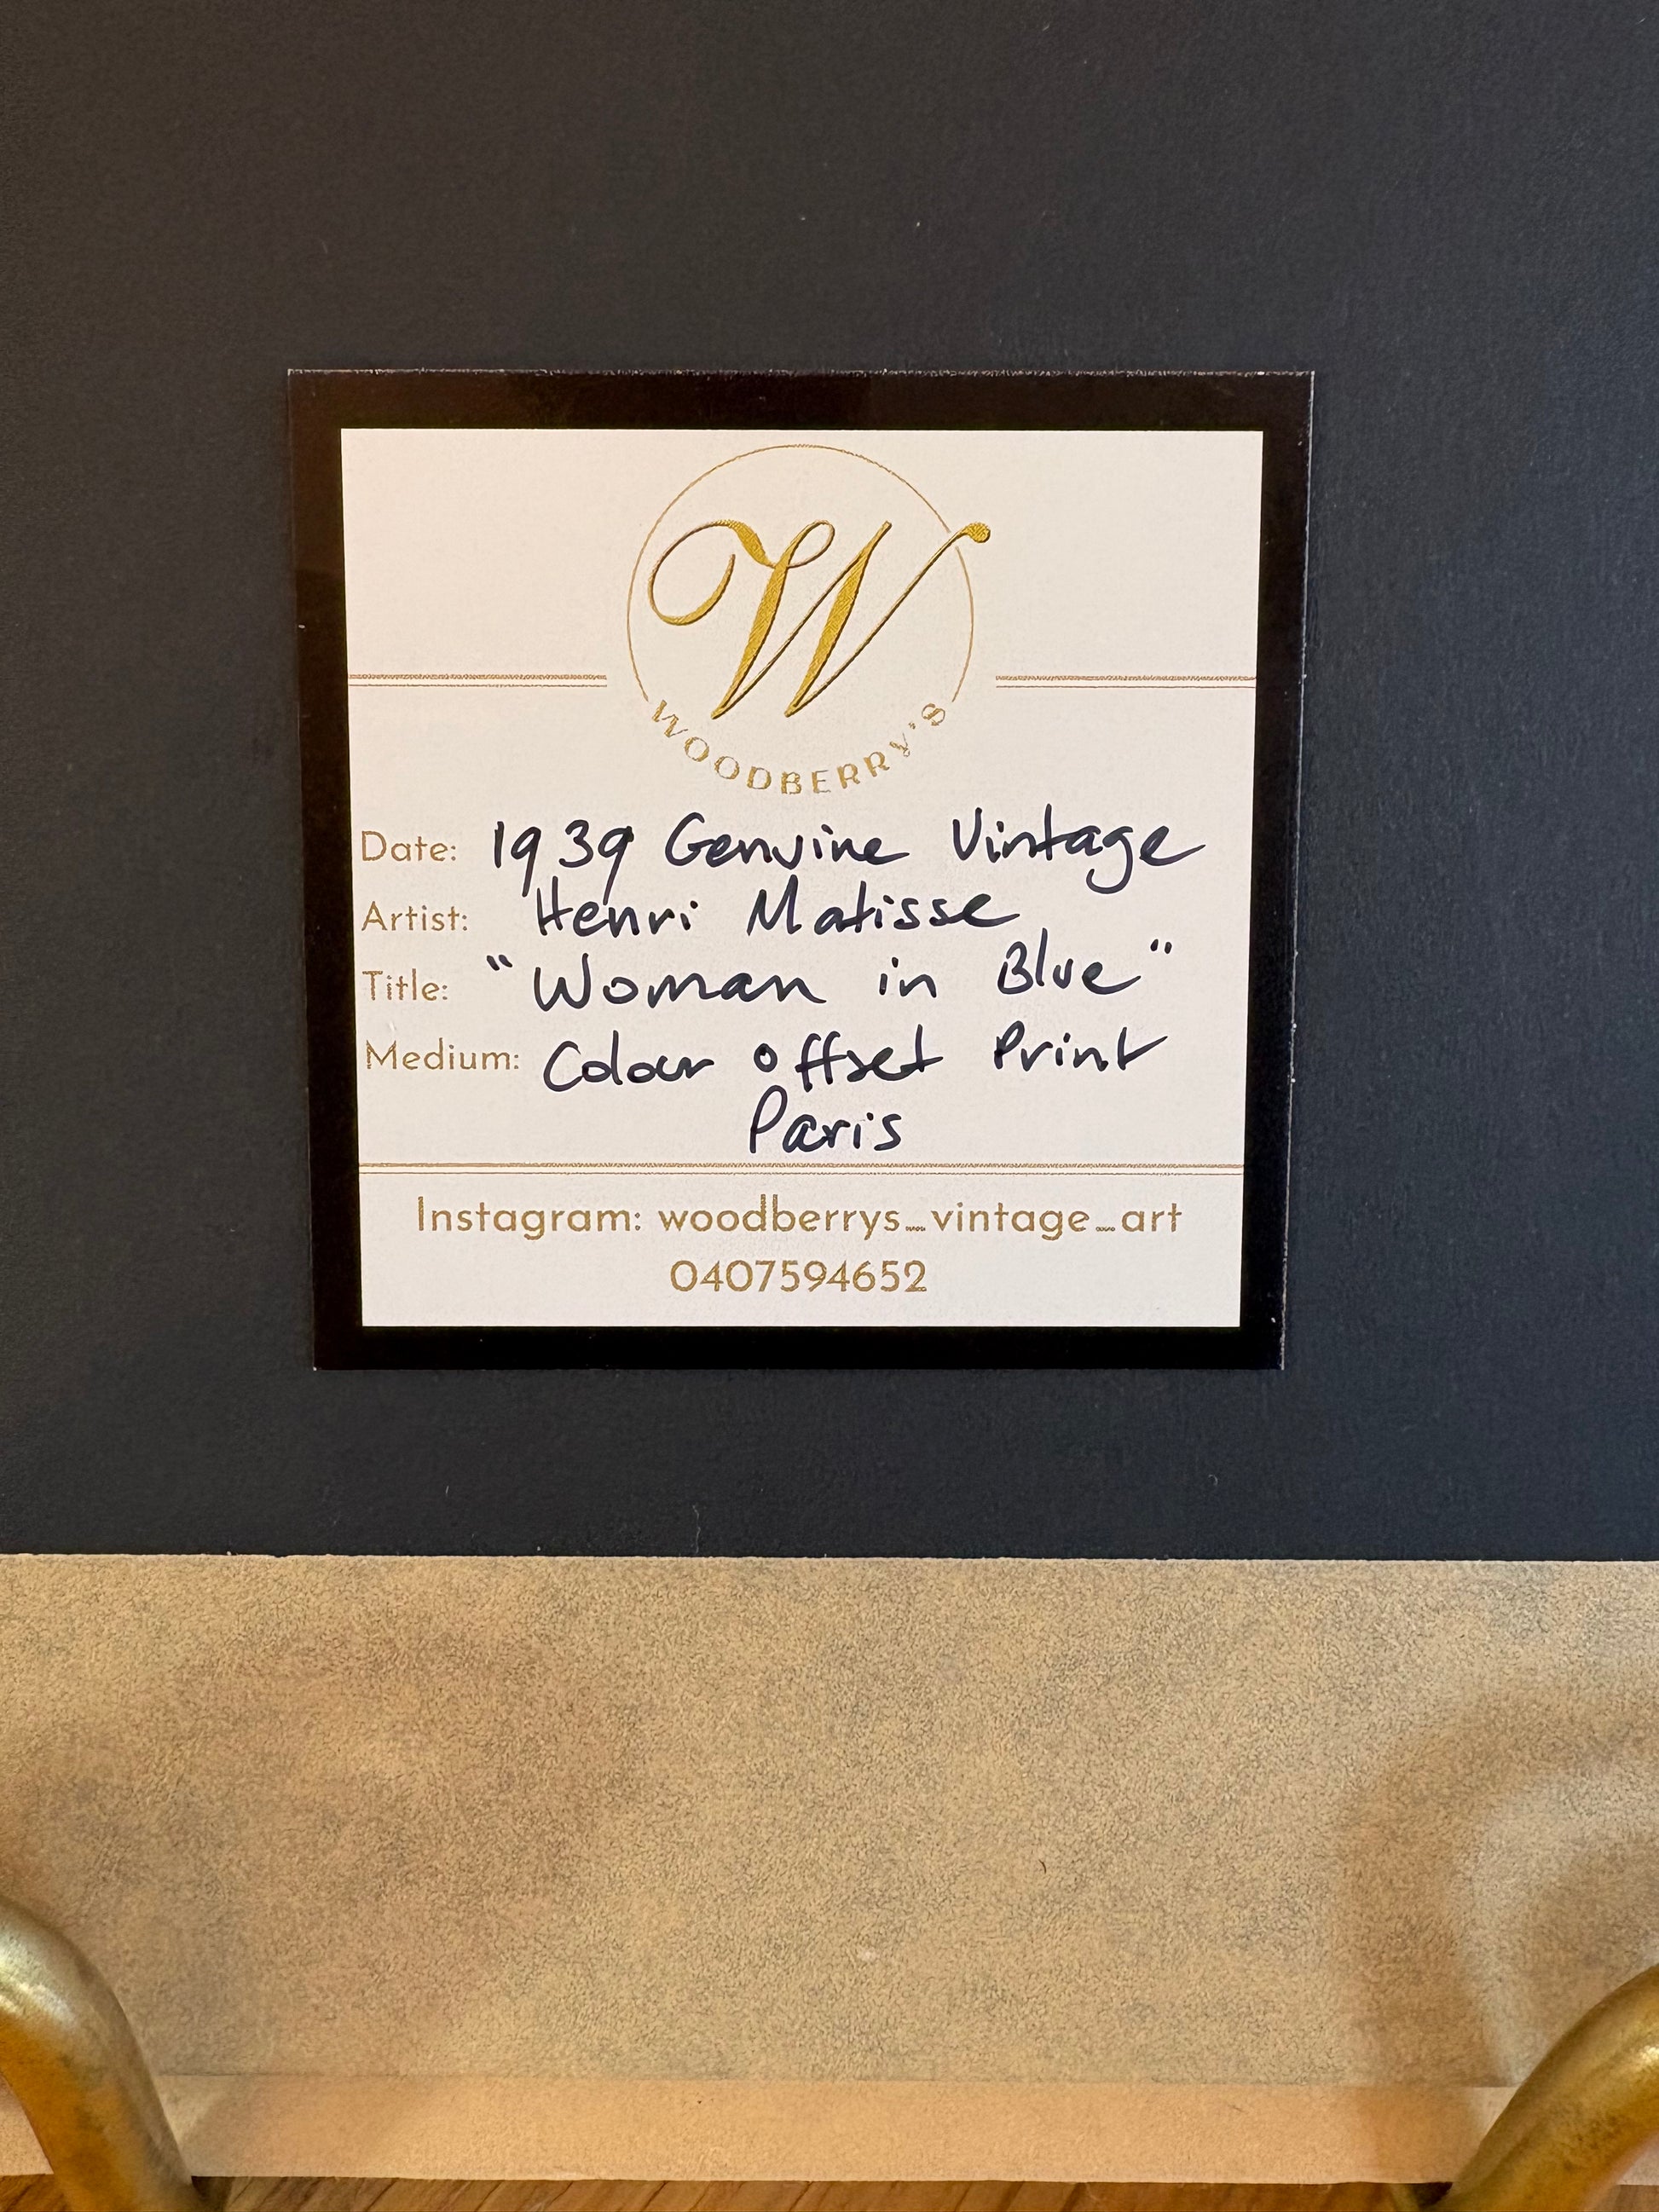 W
WOODBERRY'S
Date: 1939 Genuine Vintage
Artist: Henri Matisse
Title: "Woman in Blue"
Medium: Colour Offset Print
Paris
Instagram: woodberrys_vintage_art
0407594652